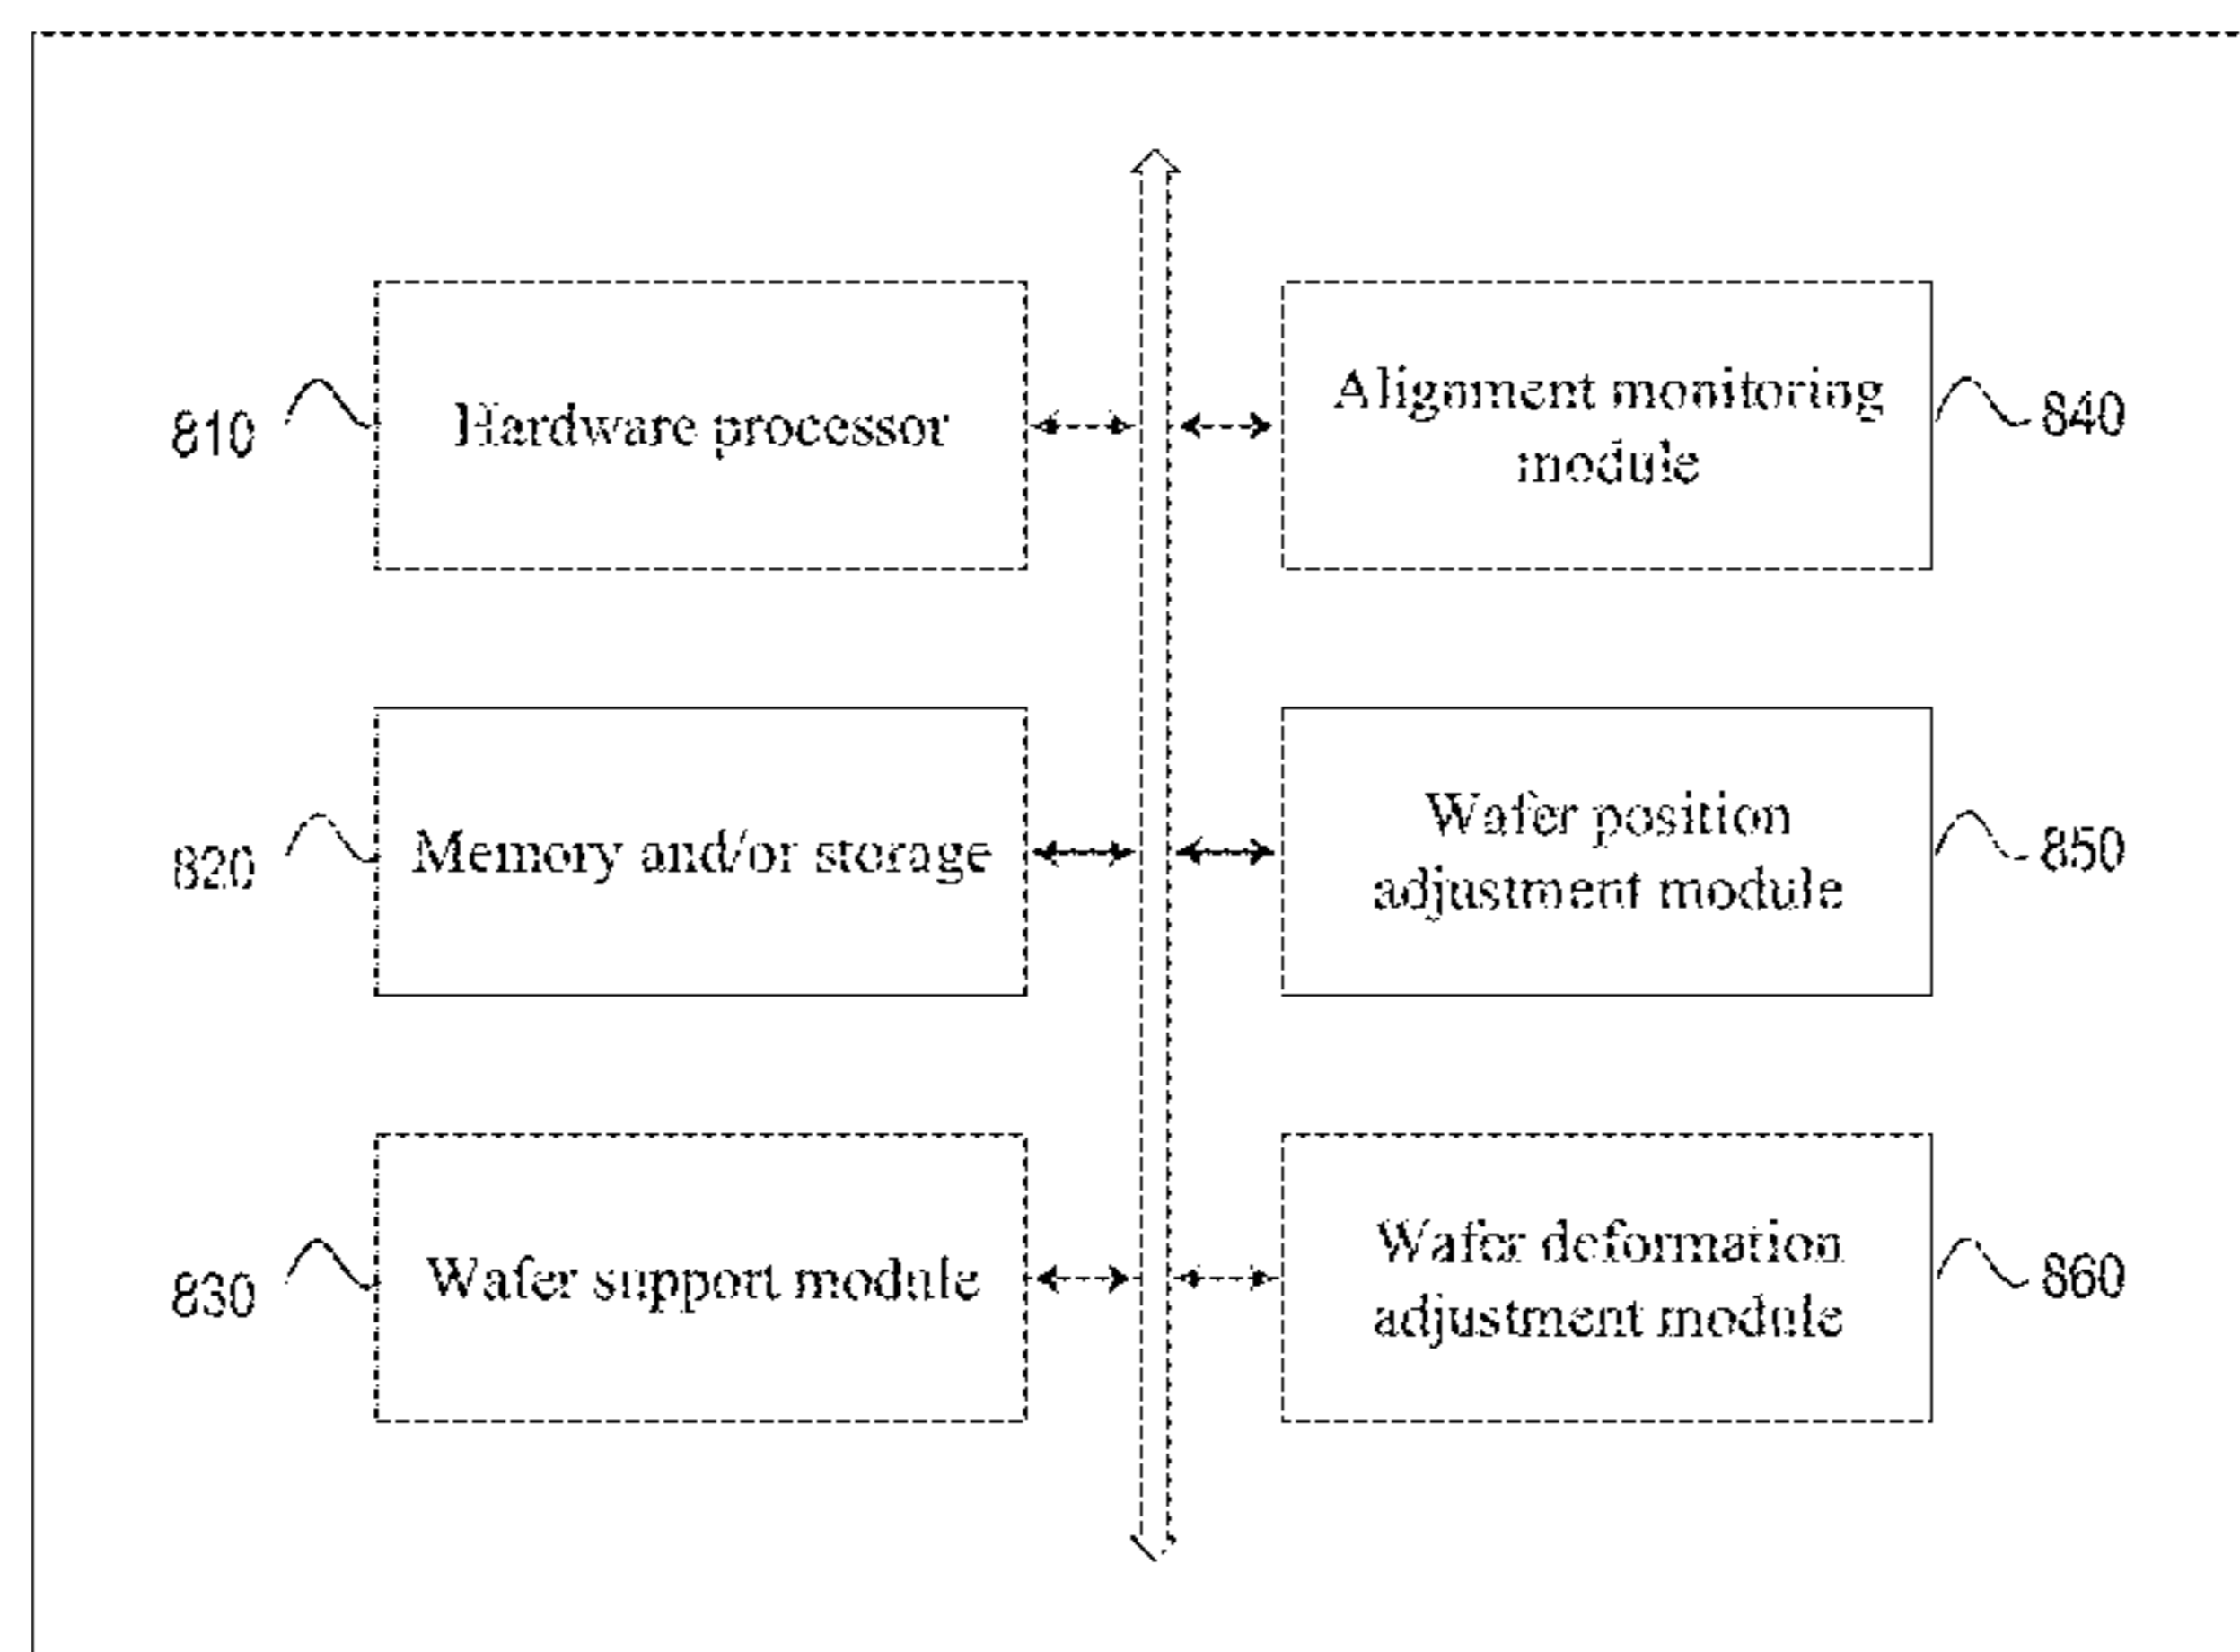 810
Hardware processor
Alignment monitoring
module
840
820
Memory and/or storage
Wafer position
adjustment module
850
830
Wafer support module
Wafer deformation
adjustment module
860